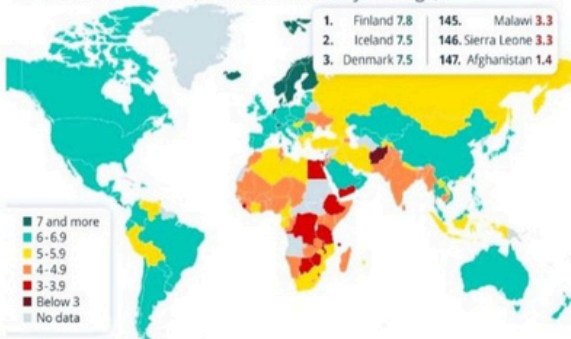 1. Finland 7.8
2. Iceland 7.5
3. Denmark 7.5
145. Malawi 3.3
146. Sierra Leone 3.3
147. Afghanistan 1.4
7 and more
6-6.9
5-5.9
4-4.9
3-3.9
Below 3
No data